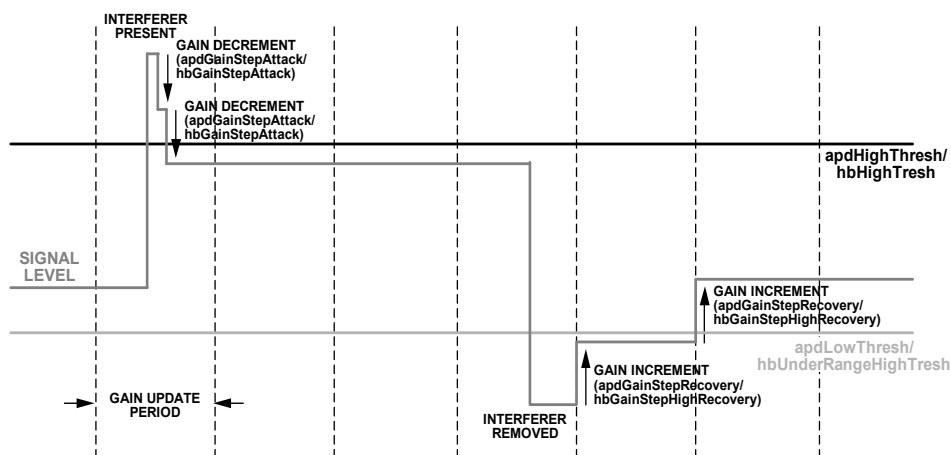 INTERFERER
PRESENT
GAIN DECREMENT
(apdGainStepAttack/
hbGainStepAttack)
GAIN DECREMENT
(apdGainStepAttack/
hbGainStepAttack)
apdHighThresh/
hbHighTresh
SIGNAL
LEVEL
GAIN INCREMENT
(apdGainStepRecovery/
hbGainStepHighRecovery)
apdLowThresh/
hbUnderRangeHighTresh
GAIN INCREMENT
(apdGainStepRecovery/
hbGainStepHighRecovery)
GAIN UPDATE
PERIOD
INTERFERER
REMOVED